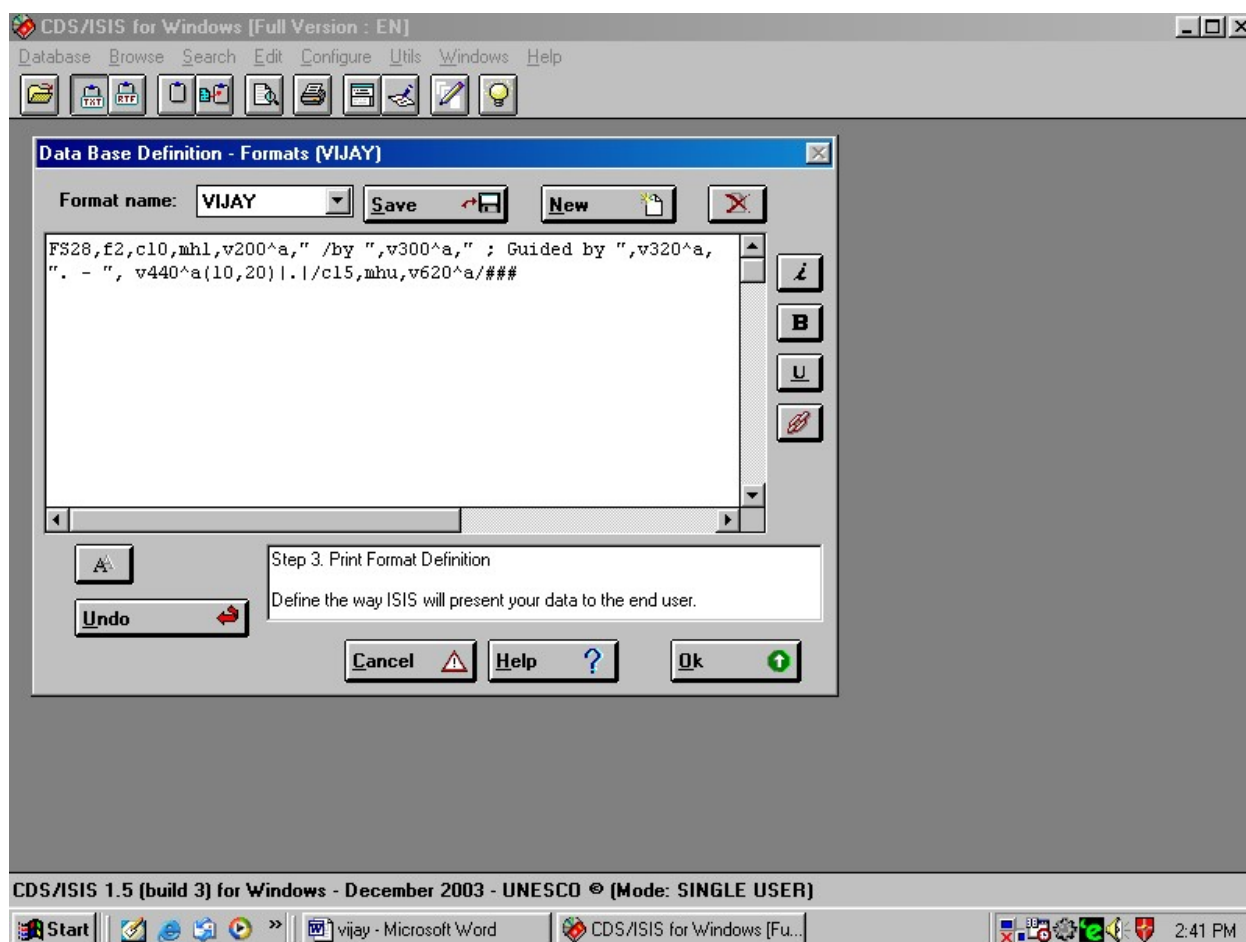 CDS/ISIS for Windows [Full Version : EN]
Database Browse Search Edit Configure Utils Windows Help
TXT RTF
Data Base Definition - Formats (VIJAY)
Format name: VIJAY Save New
FS28,f2,cl0,mhl,v200^a," /by ",v300^a," ; Guided by ",v320^a,
". - ", v440^a(10,20)|.|/cl5,mhu,v620^a/###
i
B
U
A
Step 3. Print Format Definition
Define the way ISIS will present your data to the end user.
Undo
Cancel Help ? Ok
CDS/ISIS 1.5 (build 3) for Windows - December 2003 - UNESCO © (Mode: SINGLE USER)
Start » vijay - Microsoft Word CDS/ISIS for Windows [Fu... 2:41 PM